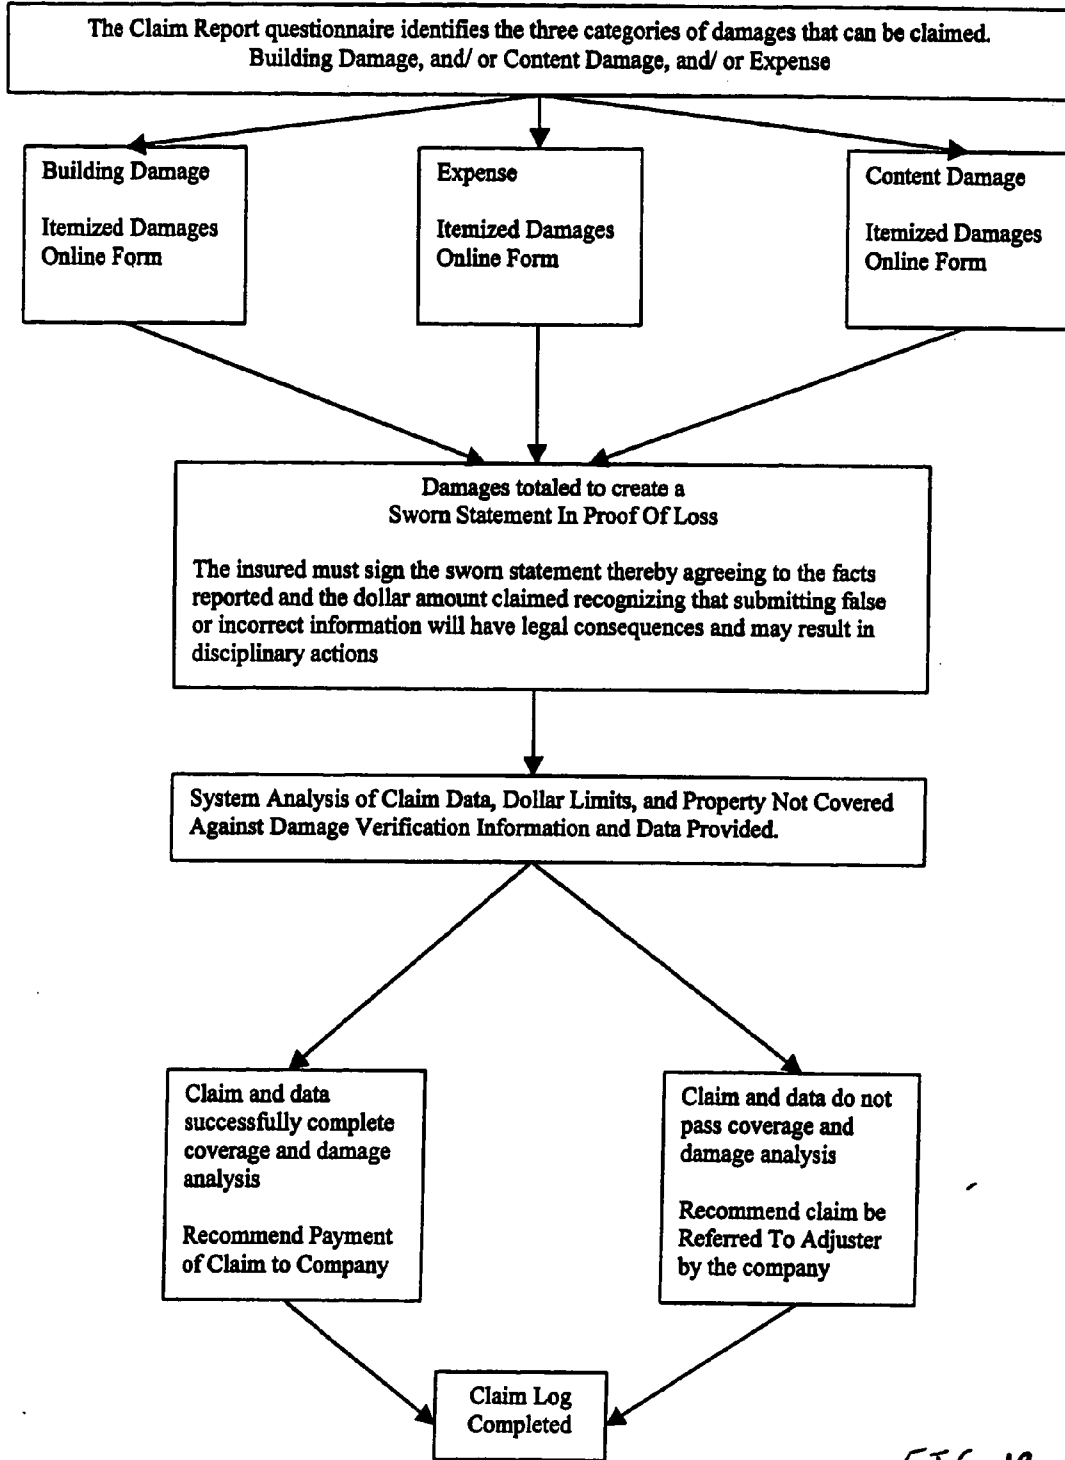 The Claim Report questionnaire identifies the three categories of damages that can be claimed.
Building Damage, and/ or Content Damage, and/ or Expense
Building Damage
Itemized Damages
Online Form
Expense
Itemized Damages
Online Form
Content Damage
Itemized Damages
Online Form
Damages totaled to create a
Sworn Statement In Proof Of Loss
The insured must sign the sworn statement thereby agreeing to the facts
reported and the dollar amount claimed recognizing that submitting false
or incorrect information will have legal consequences and may result in
disciplinary actions
System Analysis of Claim Data, Dollar Limits, and Property Not Covered
Against Damage Verification Information and Data Provided.
Claim and data
successfully complete
coverage and damage
analysis
Recommend Payment
of Claim to Company
Claim and data do not
pass coverage and
damage analysis
Recommend claim be
Referred To Adjuster
by the company
Claim Log
Completed